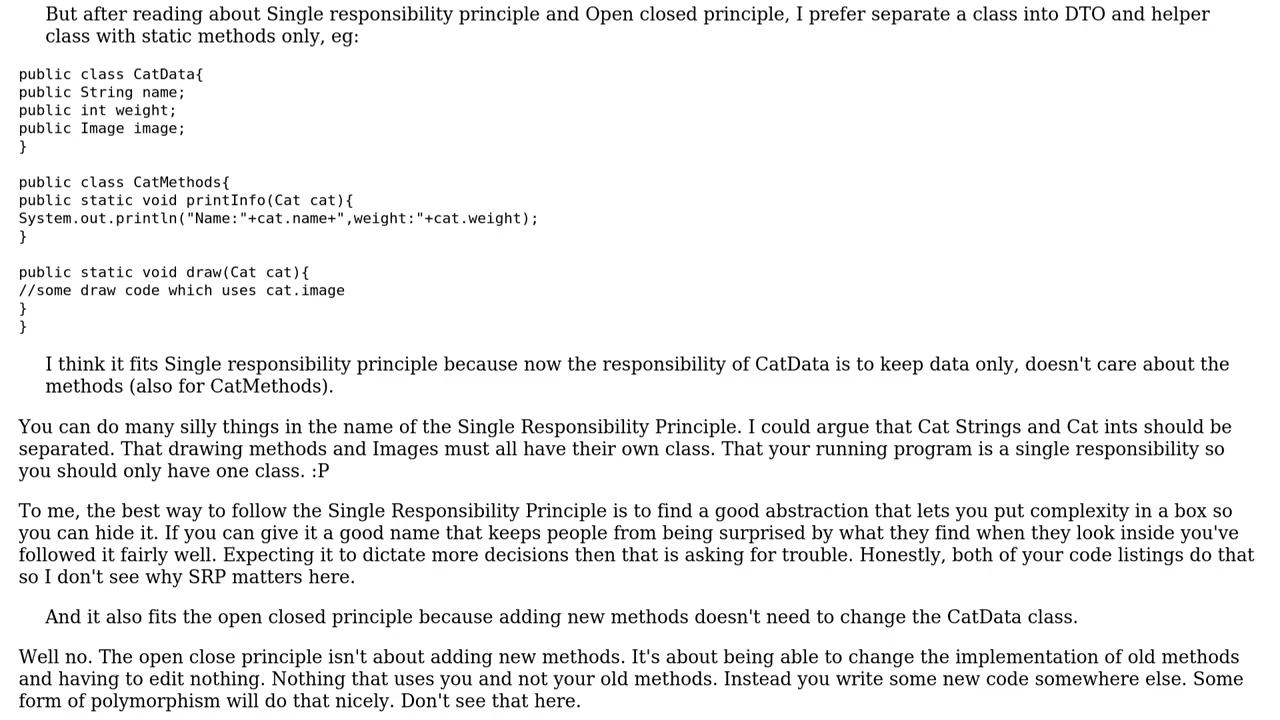 But after reading about Single responsibility principle and Open closed principle, I prefer separate a class into DTO and helper
class with static methods only, eg:
public class CatData{
public String name;
public int weight;
public Image image;
}
public class CatMethods{
public static void printInfo(Cat cat){
System.out.println("Name:"+cat.name+",weight:"+cat.weight);
}
public static void draw(Cat cat){
//some draw code which uses cat.image
}
}
I think it fits Single responsibility principle because now the responsibility of CatData is to keep data only, doesn't care about the
methods (also for CatMethods).
You can do many silly things in the name of the Single Responsibility Principle. I could argue that Cat Strings and Cat ints should be
separated. That drawing methods and Images must all have their own class. That your running program is a single responsibility so
you should only have one class. :P
To me, the best way to follow the Single Responsibility Principle is to find a good abstraction that lets you put complexity in a box so
you can hide it. If you can give it a good name that keeps people from being surprised by what they find when they look inside you've
followed it fairly well. Expecting it to dictate more decisions then that is asking for trouble. Honestly, both of your code listings do that
so I don't see why SRP matters here.
And it also fits the open closed principle because adding new methods doesn't need to change the CatData class.
Well no. The open close principle isn't about adding new methods. It's about being able to change the implementation of old methods
and having to edit nothing. Nothing that uses you and not your old methods. Instead you write some new code somewhere else. Some
form of polymorphism will do that nicely. Don't see that here.